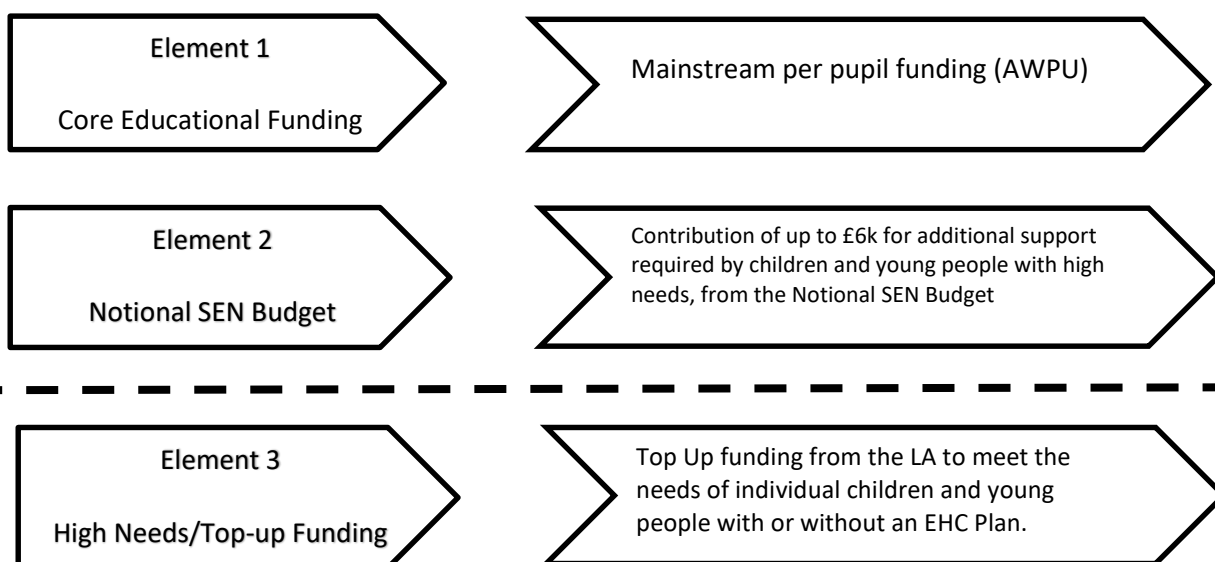 Element 1
Core Educational Funding
Mainstream per pupil funding (AWPU)
Element 2
Notional SEN Budget
Contribution of up to £6k for additional support
required by children and young people with high
needs, from the Notional SEN Budget
Element 3
High Needs/Top-up Funding
Top Up funding from the LA to meet the
needs of individual children and young
people with or without an EHC Plan.